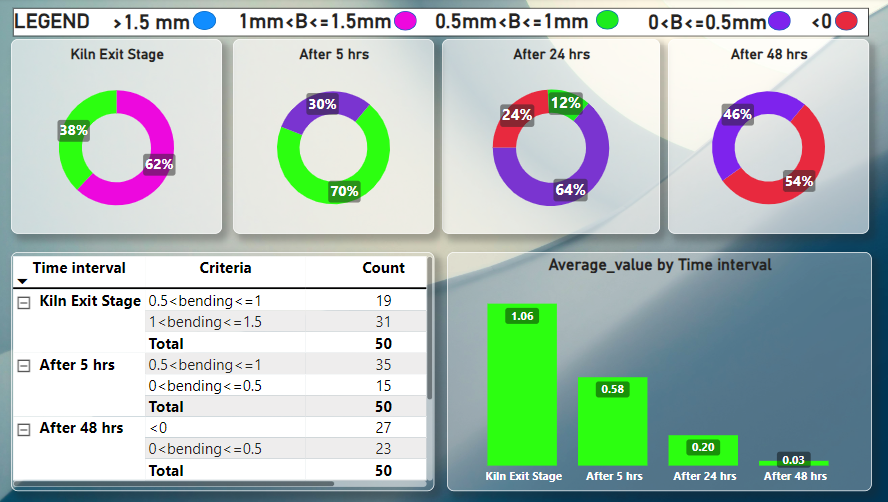 LEGEND >1.5 mm 1mm<B<=1.5mm 0.5mm<B<=1mm 0<B<=0.5mm <0
Kiln Exit Stage
38%
62%
After 5 hrs
30%
70%
After 24 hrs
24%
12%
64%
After 48 hrs
46%
54%
Time interval Criteria Count
Kiln Exit Stage 0.5<bending<=1 19
1<bending<=1.5 31
Total 50
After 5 hrs 0.5<bending<=1 35
0<bending<=0.5 15
Total 50
After 48 hrs <0 27
0<bending<=0.5 23
Total 50
Average_value by Time interval
1.06
0.58
0.20
0.03
Kiln Exit Stage After 5 hrs After 24 hrs After 48 hrs